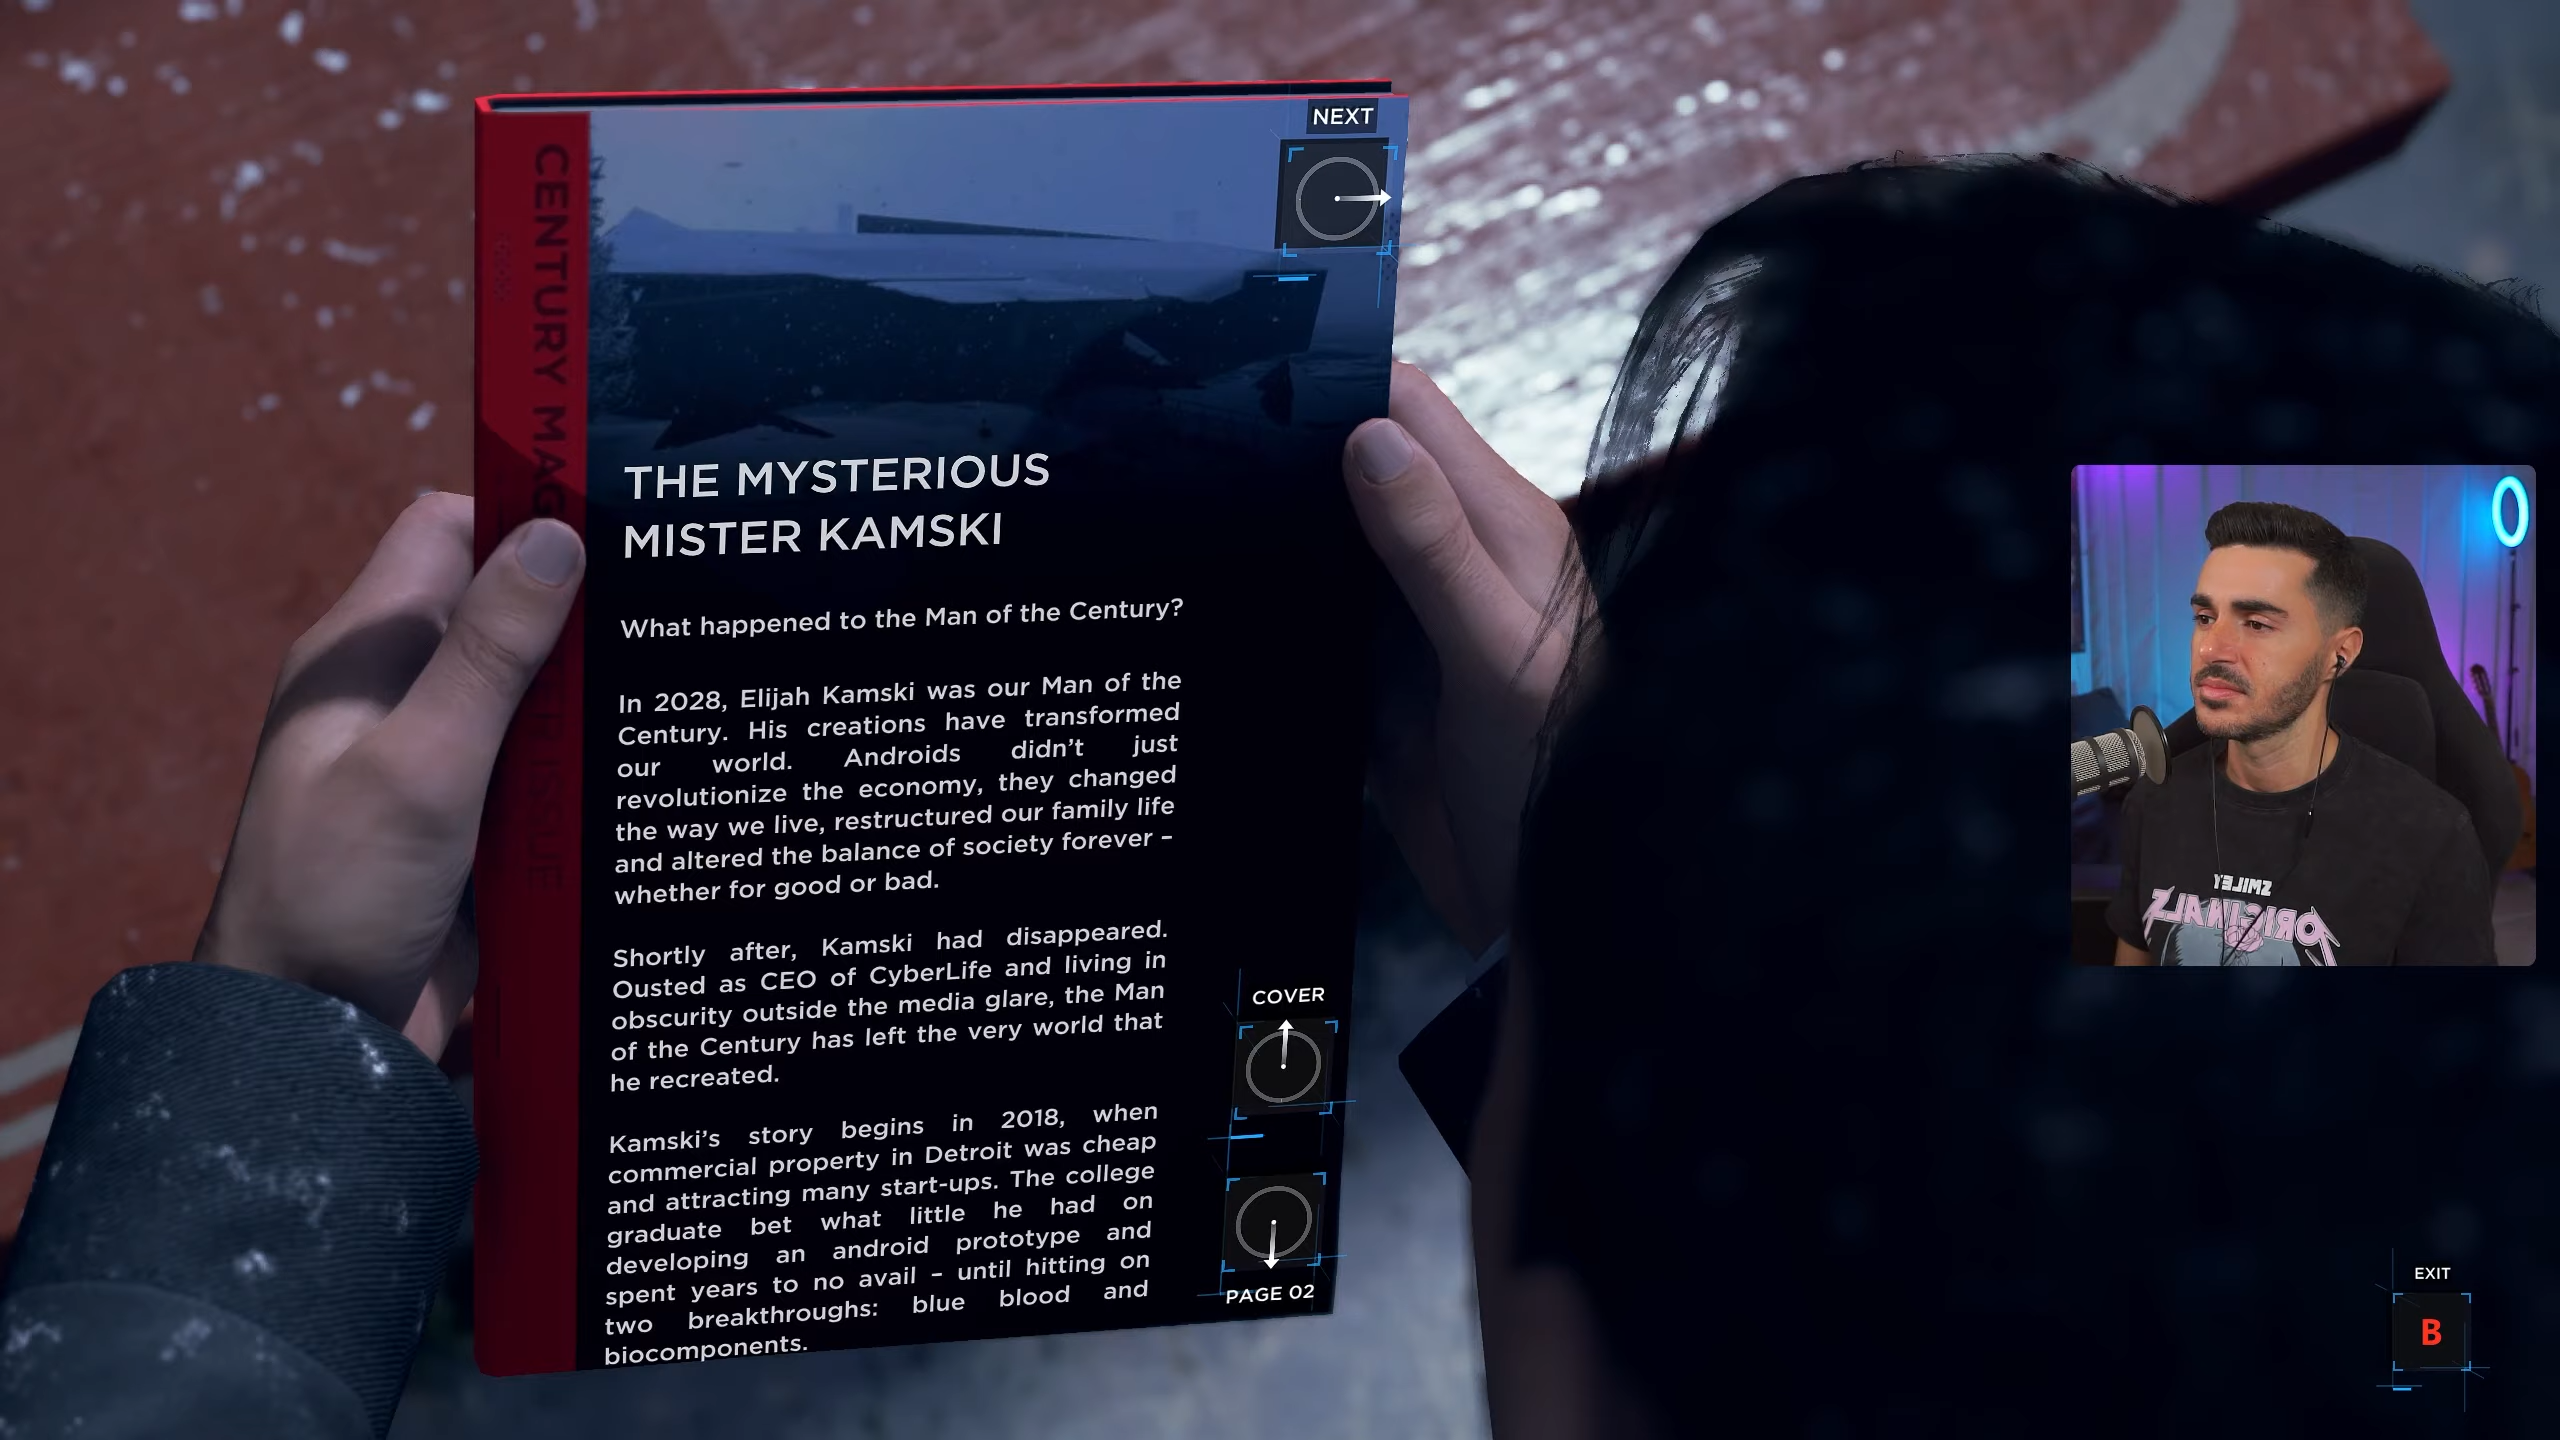 NEXT
CENTURY MAG
THE MYSTERIOUS
MISTER KAMSKI
What happened to the Man of the Century?
In 2028, Elijah Kamski was our Man of the
Century. His creations have transformed
our world. Androids didn't just
revolutionize the economy, they changed
the way we live, restructured our family life
and altered the balance of society forever –
whether for good or bad.
Shortly after, Kamski had disappeared.
Ousted as CEO of CyberLife and living in
obscurity outside the media glare, the Man
of the Century has left the very world that
he recreated.
Kamski's story begins in 2018, when
commercial property in Detroit was cheap
and attracting many start-ups. The college
graduate bet what little he had on
developing an android prototype and
spent years to no avail – until hitting on
two breakthroughs: blue blood and
biocomponents.
COVER
PAGE 02
SMILEY
ORIGINALS
EXIT
B